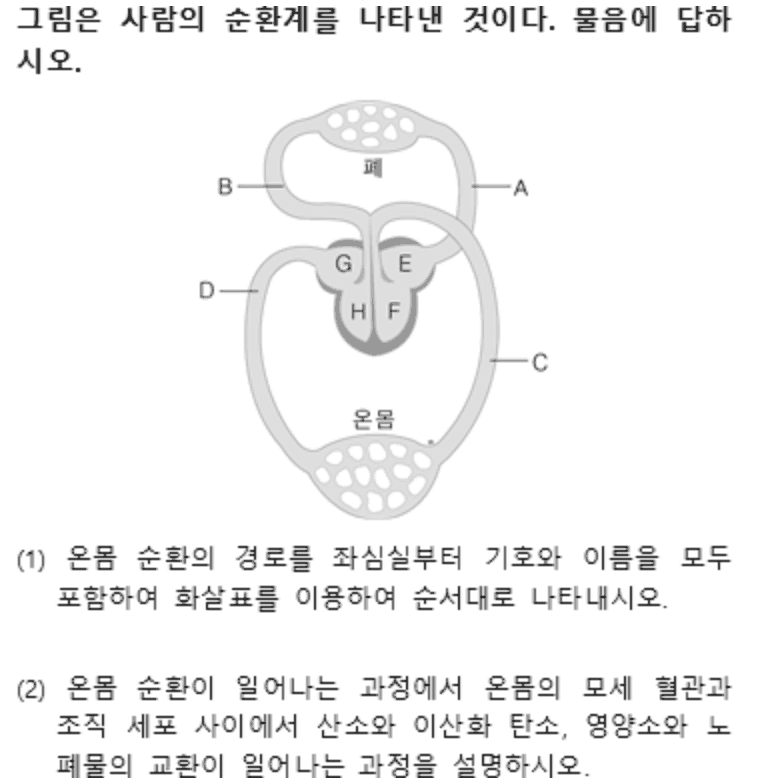 그림은 사람의 순환계를 나타낸 것이다. 물음에 답하
시오.
폐
B
A
G
E
D
H
F
C
온몸
(1) 온몸 순환의 경로를 좌심실부터 기호와 이름을 모두
포함하여 화살표를 이용하여 순서대로 나타내시오.
(2) 온몸 순환이 일어나는 과정에서 온몸의 모세 혈관과
조직 세포 사이에서 산소와 이산화 탄소, 영양소와 노
폐물의 교환이 일어나는 과정을 설명하시오.